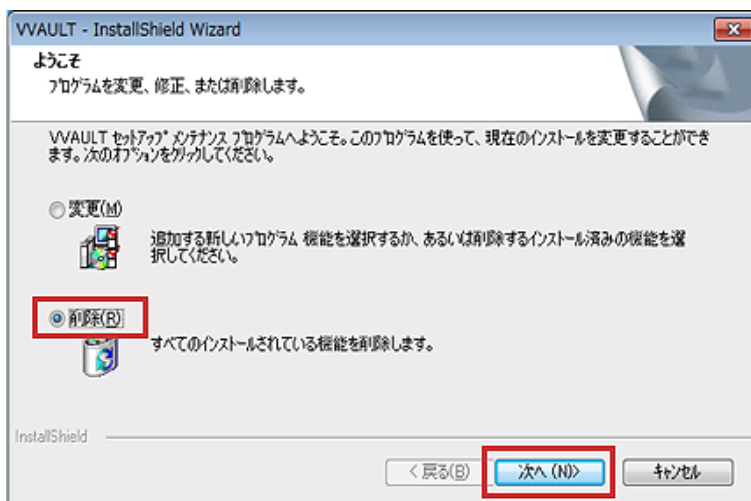 VVAULT - InstallShield Wizard
ようこそ
プログラムを変更、修正、または削除します。
VVAULT セットアップ メンテナンス プログラムへようこそ。このプログラムを使って、現在のインストールを変更することができ
ます。次のオプションをクリックしてください。
変更(M)
追加する新しいプログラム 機能を選択するか、あるいは削除するインストール済みの機能を選
択してください。
削除(R)
すべてのインストールされている機能を削除します。
InstallShield
< 戻る(B) 次へ (N)> キャンセル